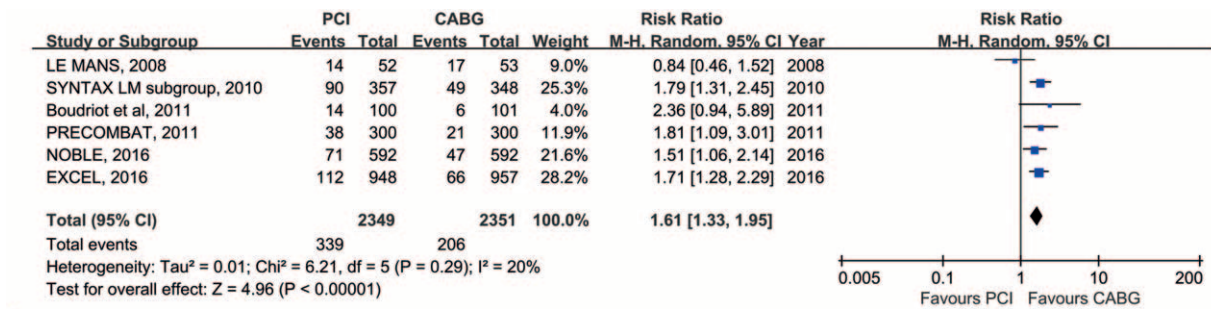 PCI CABG Risk Ratio Risk Ratio
Study or Subgroup Events Total Events Total Weight M-H. Random. 95% CI Year M-H. Random. 95% CI
LE MANS, 2008 14 52 17 53 9.0% 0.84 [0.46, 1.52] 2008
SYNTAX LM subgroup, 2010 90 357 49 348 25.3% 1.79 [1.31, 2.45] 2010
Boudriot et al, 2011 14 100 6 101 4.0% 2.36 [0.94, 5.89] 2011
PRECOMBAT, 2011 38 300 21 300 11.9% 1.81 [1.09, 3.01] 2011
NOBLE, 2016 71 592 47 592 21.6% 1.51 [1.06, 2.14] 2016
EXCEL, 2016 112 948 66 957 28.2% 1.71 [1.28, 2.29] 2016
Total (95% CI) 2349 2351 100.0% 1.61 [1.33, 1.95]
Total events 339 206
Heterogeneity: Tau² = 0.01; Chi² = 6.21, df = 5 (P = 0.29); I² = 20%
Test for overall effect: Z = 4.96 (P < 0.00001)
0.005 0.1 1 10 200
Favours PCI Favours CABG